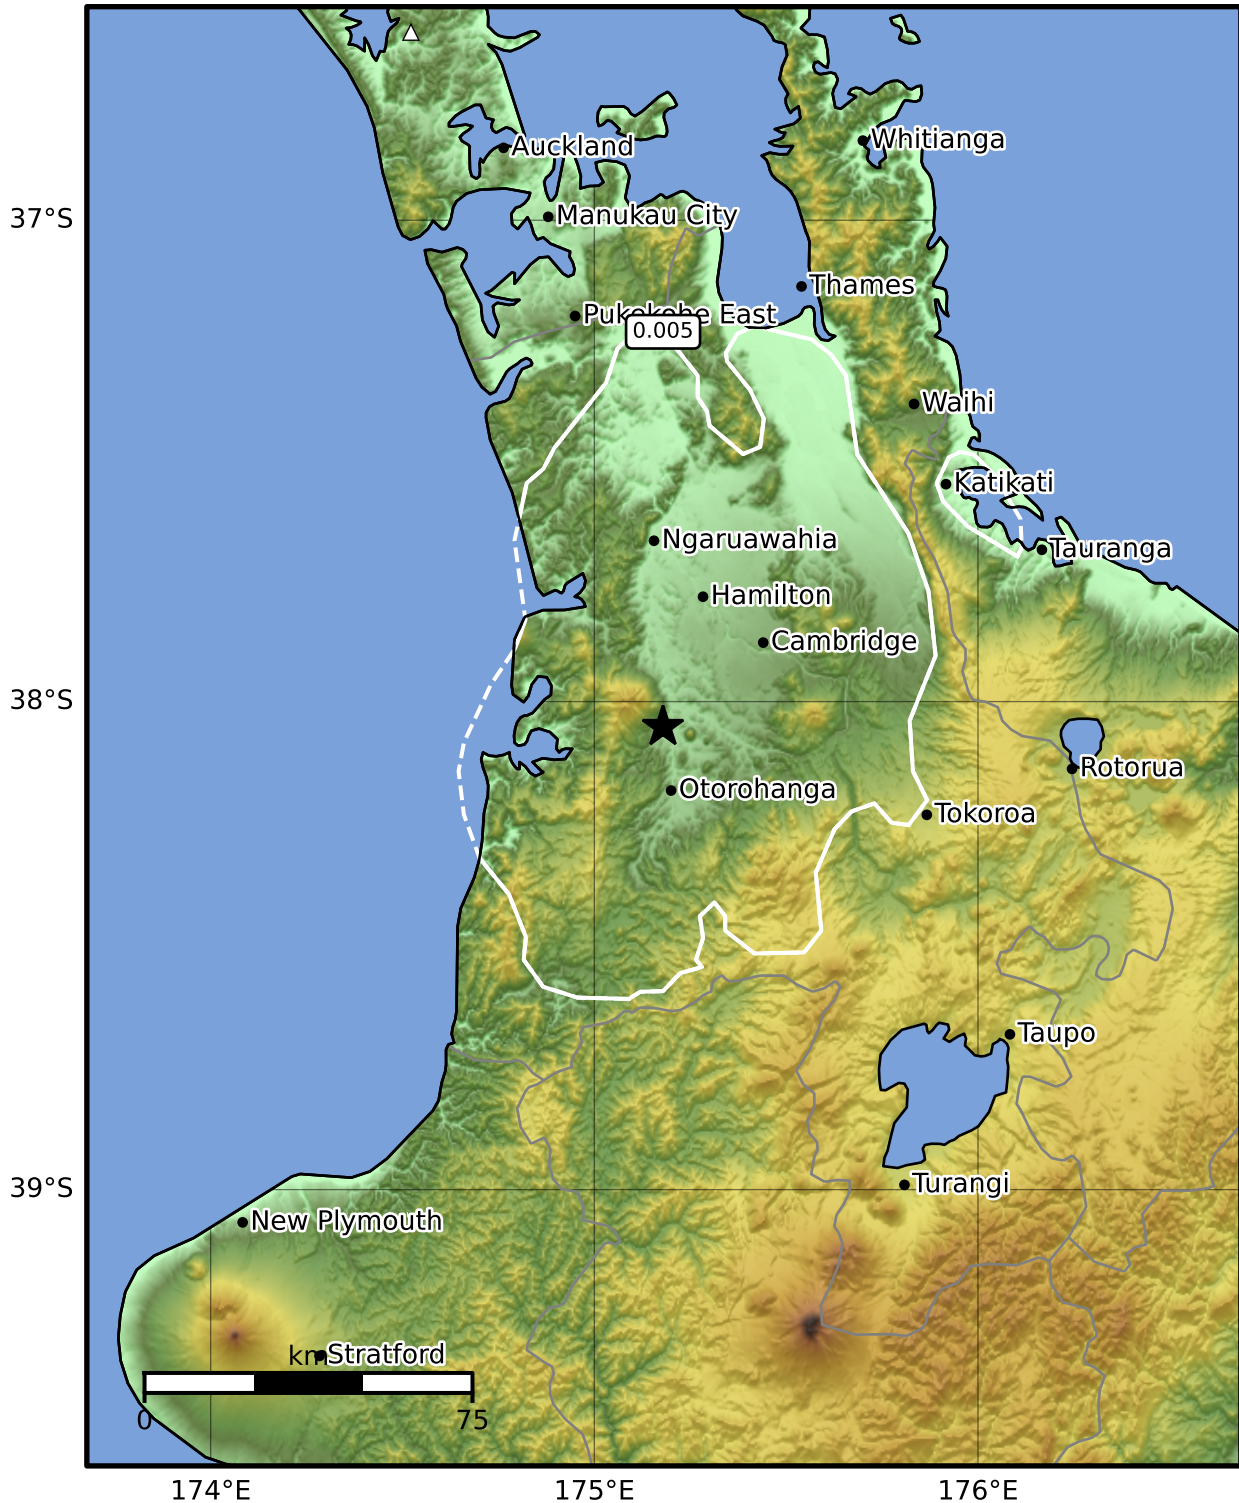 Auckland
Whitianga
37°S
Manukau City
Thames
Pukekohe East
0.005
Waihi
Katikati
Ngaruawahia
Tauranga
Hamilton
Cambridge
38°S
Rotorua
Otorohanga
Tokoroa
Taupo
39°S
Turangi
New Plymouth
km
Stratford
0
75
174°E
175°E
176°E